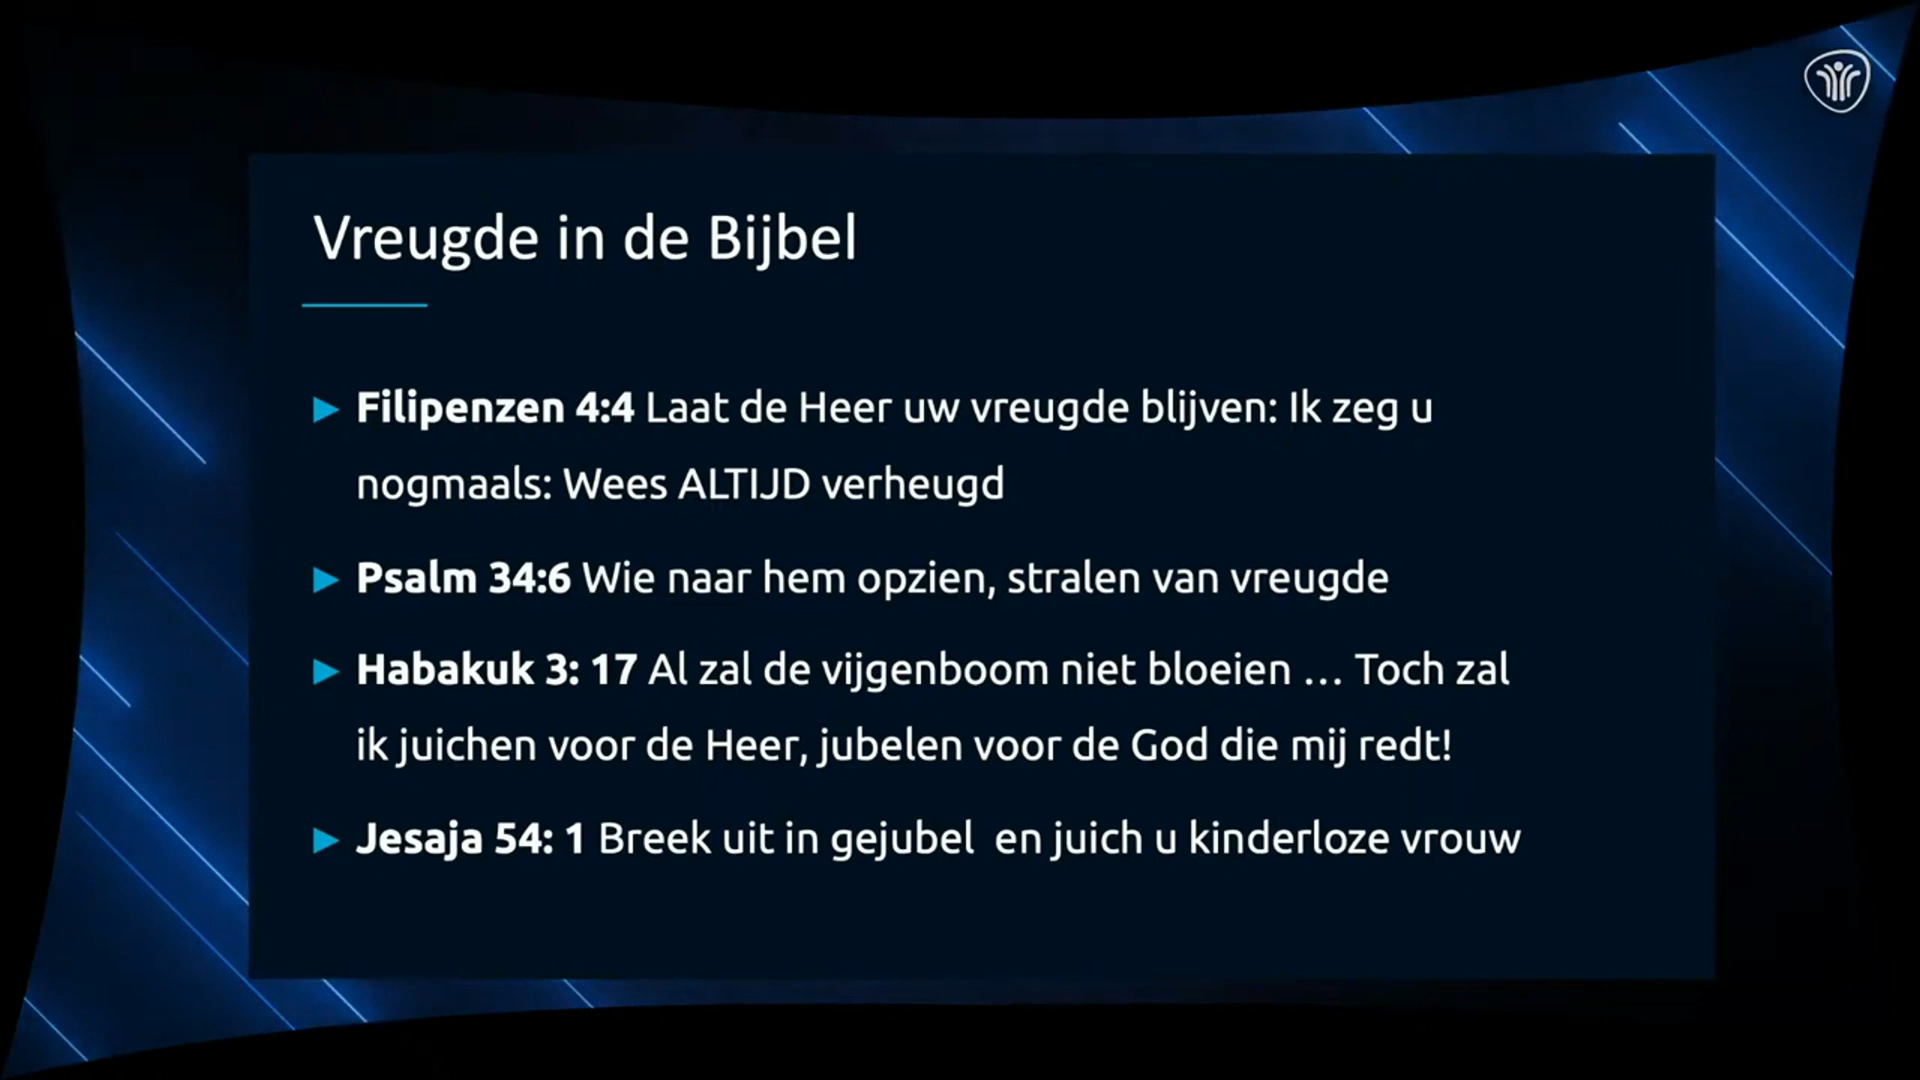 Vreugde in de Bijbel
Filipenzen 4:4 Laat de Heer uw vreugde blijven: Ik zeg u
nogmaals: Wees ALTIJD verheugd
Psalm 34:6 Wie naar hem opzien, stralen van vreugde
Habakuk 3: 17 Al zal de vijgenboom niet bloeien ... Toch zal
ik juichen voor de Heer, jubelen voor de God die mij redt!
Jesaja 54: 1 Breek uit in gejubel  en juich u kinderloze vrouw